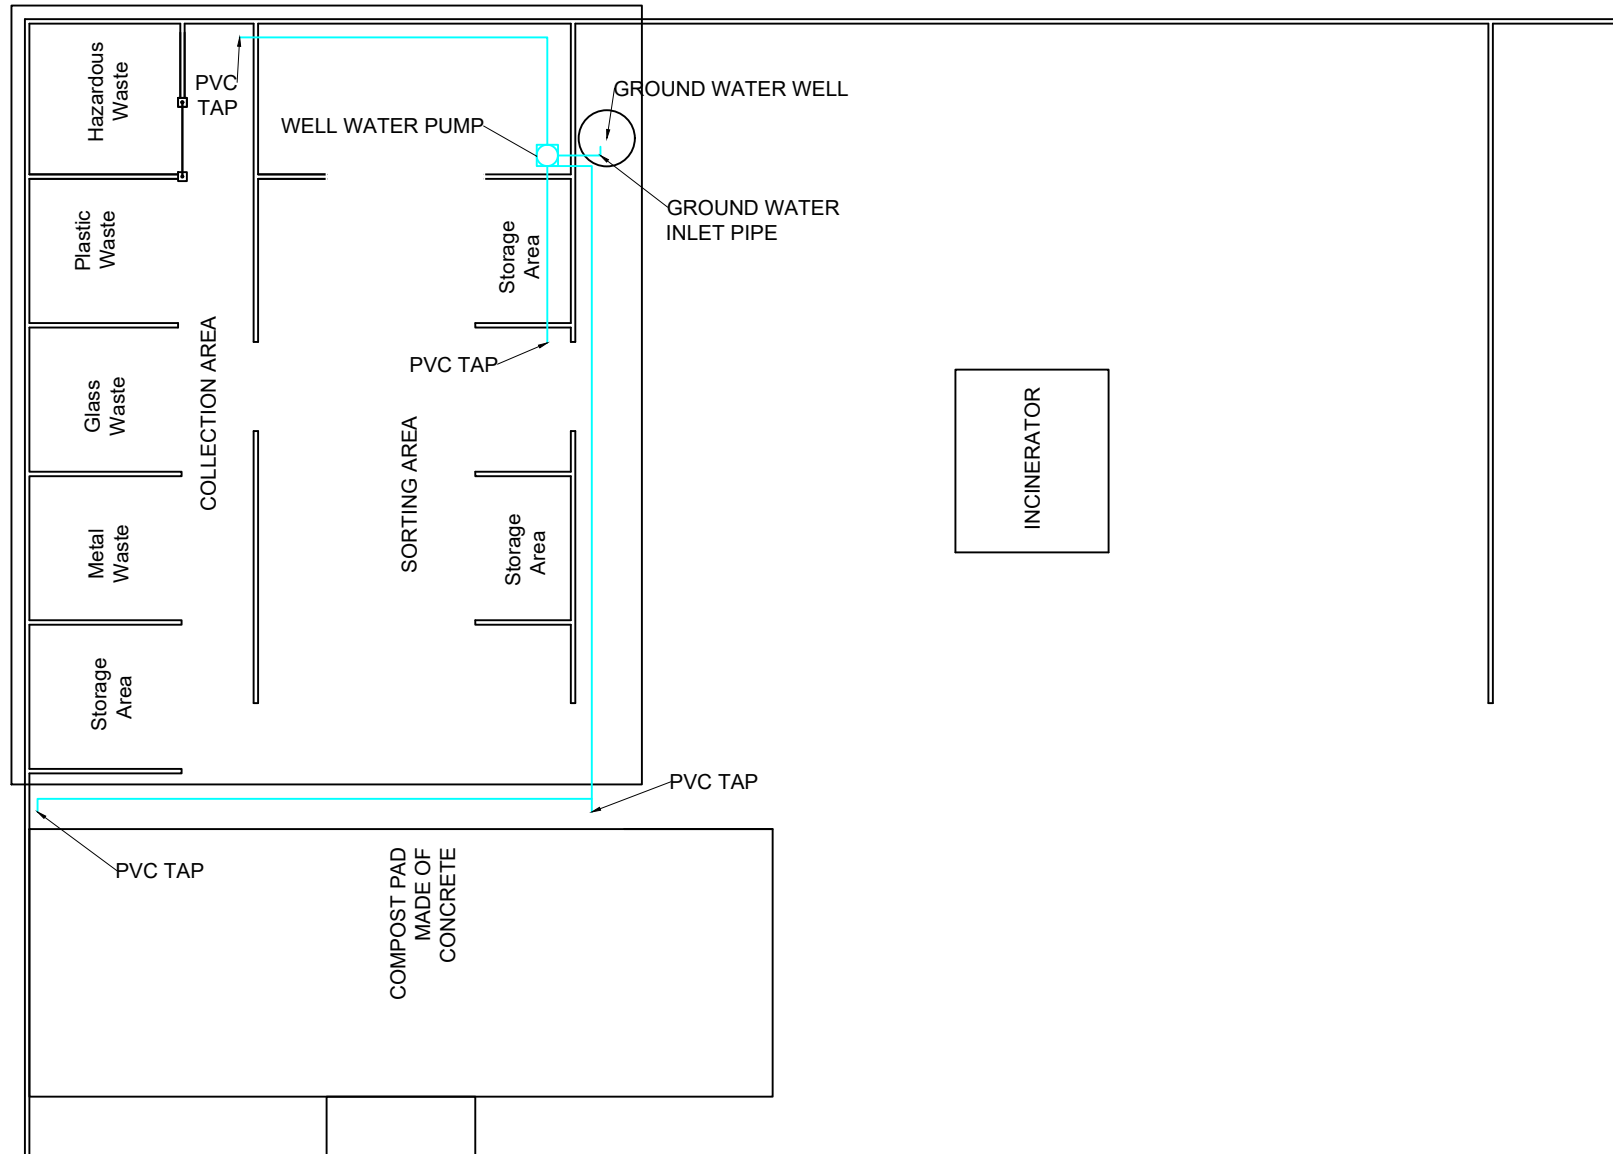 Hazardous
Waste
PVC
TAP
WELL WATER PUMP
GROUND WATER WELL
GROUND WATER
INLET PIPE
Plastic
Waste
Storage
Area
COLLECTION AREA
PVC TAP
Glass
Waste
SORTING AREA
INCINERATOR
Metal
Waste
Storage
Area
Storage
Area
PVC TAP
PVC TAP
COMPOST PAD
MADE OF
CONCRETE